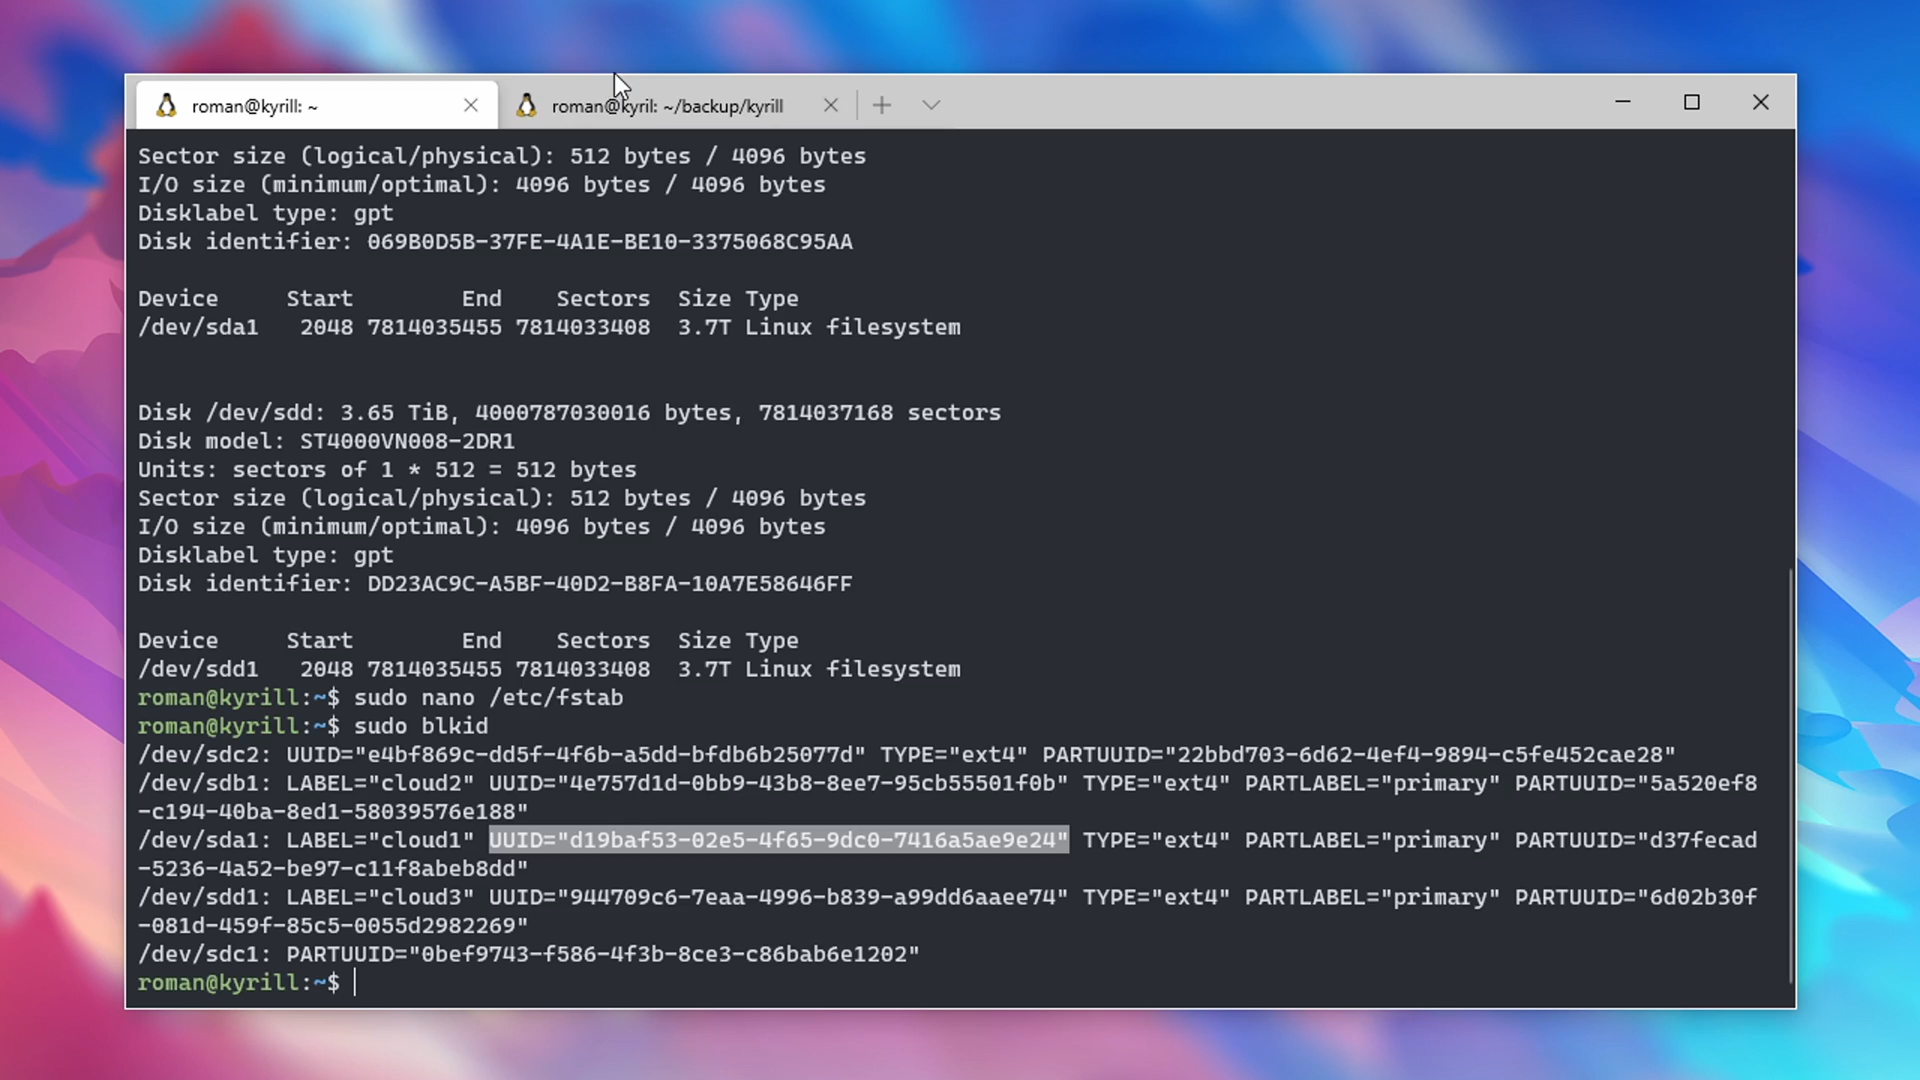 roman@kyrill: ~
roman@kyril: ~/backup/kyrill
Sector size (logical/physical): 512 bytes / 4096 bytes
I/O size (minimum/optimal): 4096 bytes / 4096 bytes
Disklabel type: gpt
Disk identifier: 069B0D5B-37FE-4A1E-BE10-3375068C95AA
Device     Start        End    Sectors  Size Type
/dev/sda1   2048 7814035455 7814033408  3.7T Linux filesystem
Disk /dev/sdd: 3.65 TiB, 4000787030016 bytes, 7814037168 sectors
Disk model: ST4000VN008-2DR1
Units: sectors of 1 * 512 = 512 bytes
Sector size (logical/physical): 512 bytes / 4096 bytes
I/O size (minimum/optimal): 4096 bytes / 4096 bytes
Disklabel type: gpt
Disk identifier: DD23AC9C-A5BF-40D2-B8FA-10A7E58646FF
Device     Start        End    Sectors  Size Type
/dev/sdd1   2048 7814035455 7814033408  3.7T Linux filesystem
roman@kyrill:~$ sudo nano /etc/fstab
roman@kyrill:~$ sudo blkid
/dev/sdc2: UUID="e4bf869c-dd5f-4f6b-a5dd-bfdb6b25077d" TYPE="ext4" PARTUUID="22bbd703-6d62-4ef4-9894-c5fe452cae28"
/dev/sdb1: LABEL="cloud2" UUID="4e757d1d-0bb9-43b8-8ee7-95cb55501f0b" TYPE="ext4" PARTLABEL="primary" PARTUUID="5a520ef8
-c194-40ba-8ed1-58039576e188"
/dev/sda1: LABEL="cloud1" UUID="d19baf53-02e5-4f65-9dc0-7416a5ae9e24" TYPE="ext4" PARTLABEL="primary" PARTUUID="d37fecad
-5236-4a52-be97-c11f8abeb8dd"
/dev/sdd1: LABEL="cloud3" UUID="944709c6-7eaa-4996-b839-a99dd6aaee74" TYPE="ext4" PARTLABEL="primary" PARTUUID="6d02b30f
-081d-459f-85c5-0055d2982269"
/dev/sdc1: PARTUUID="0bef9743-f586-4f3b-8ce3-c86bab6e1202"
roman@kyrill:~$